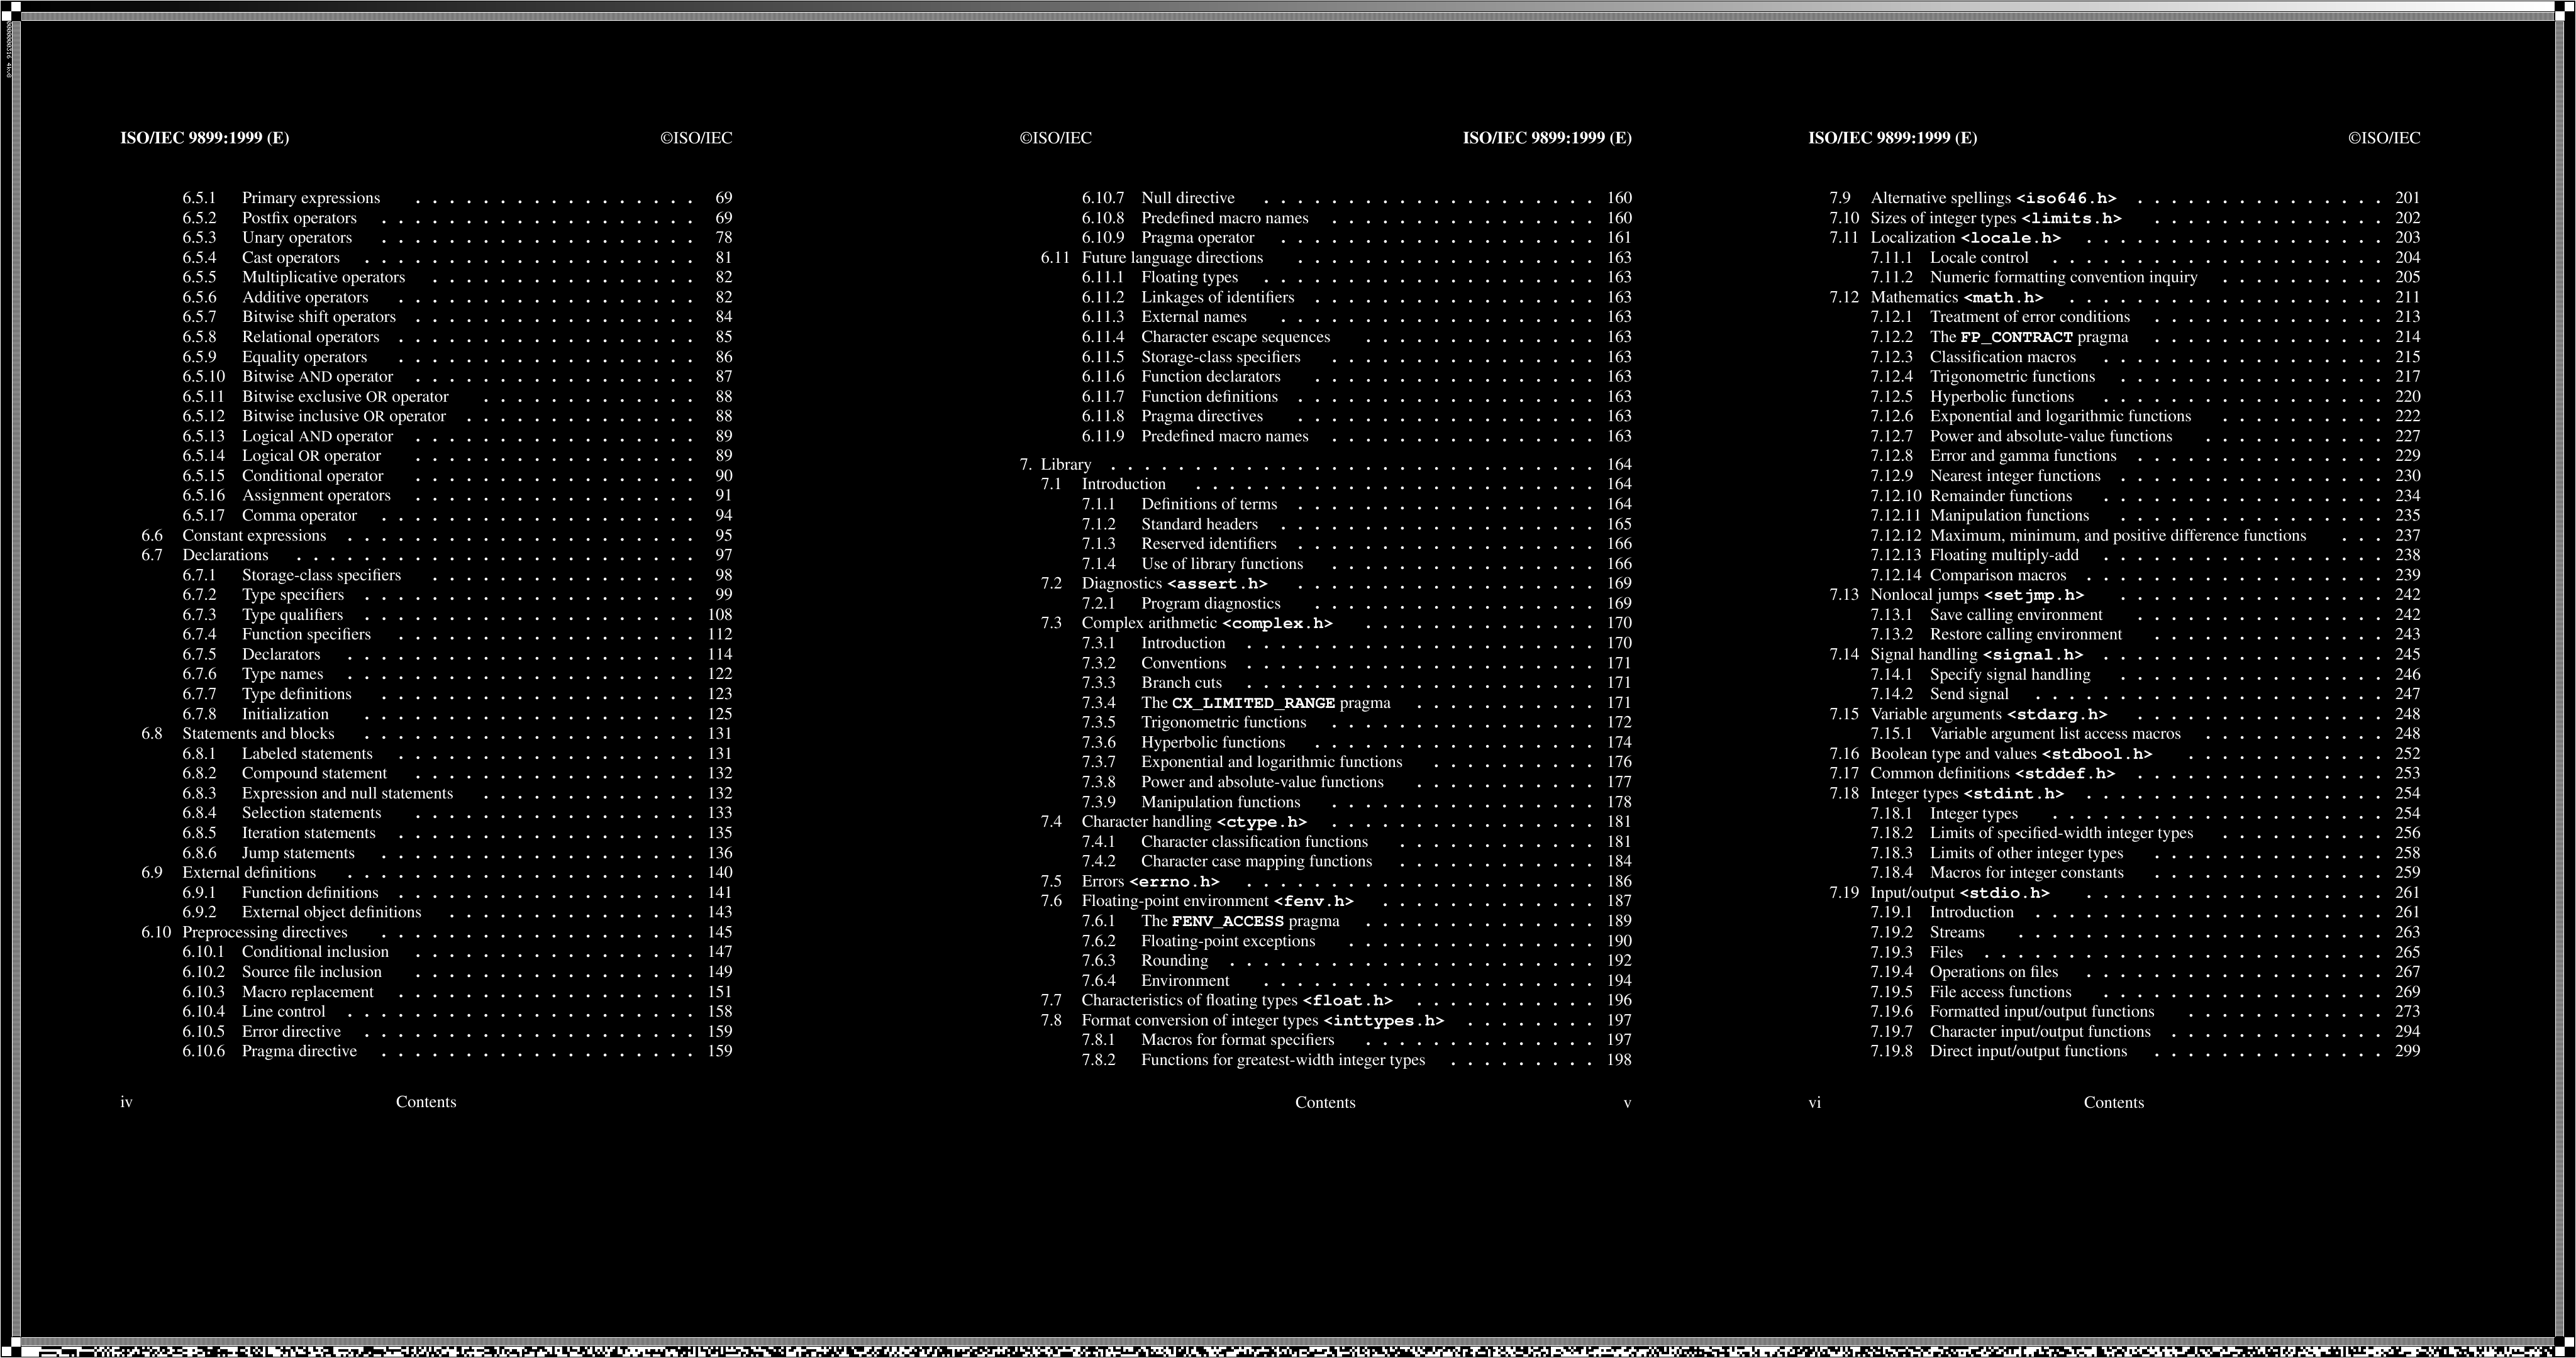 ISO/IEC 9899:1999 (E) ©ISO/IEC
6.5.1 Primary expressions . . . . . . . . . . . . . . . . . 69
6.5.2 Postfix operators . . . . . . . . . . . . . . . . . . . 69
6.5.3 Unary operators . . . . . . . . . . . . . . . . . . . 78
6.5.4 Cast operators . . . . . . . . . . . . . . . . . . . . 81
6.5.5 Multiplicative operators . . . . . . . . . . . . . . . . 82
6.5.6 Additive operators . . . . . . . . . . . . . . . . . . 82
6.5.7 Bitwise shift operators . . . . . . . . . . . . . . . . . 84
6.5.8 Relational operators . . . . . . . . . . . . . . . . . . 85
6.5.9 Equality operators . . . . . . . . . . . . . . . . . . 86
6.5.10 Bitwise AND operator . . . . . . . . . . . . . . . . . 87
6.5.11 Bitwise exclusive OR operator . . . . . . . . . . . . . 88
6.5.12 Bitwise inclusive OR operator . . . . . . . . . . . . . . 88
6.5.13 Logical AND operator . . . . . . . . . . . . . . . . . 89
6.5.14 Logical OR operator . . . . . . . . . . . . . . . . . 89
6.5.15 Conditional operator . . . . . . . . . . . . . . . . . 90
6.5.16 Assignment operators . . . . . . . . . . . . . . . . . 91
6.5.17 Comma operator . . . . . . . . . . . . . . . . . . . 94
6.6 Constant expressions . . . . . . . . . . . . . . . . . . . . . 95
6.7 Declarations . . . . . . . . . . . . . . . . . . . . . . . . 97
6.7.1 Storage-class specifiers . . . . . . . . . . . . . . . . 98
6.7.2 Type specifiers . . . . . . . . . . . . . . . . . . . . 99
6.7.3 Type qualifiers . . . . . . . . . . . . . . . . . . . . 108
6.7.4 Function specifiers . . . . . . . . . . . . . . . . . . 112
6.7.5 Declarators . . . . . . . . . . . . . . . . . . . . . 114
6.7.6 Type names . . . . . . . . . . . . . . . . . . . . . 122
6.7.7 Type definitions . . . . . . . . . . . . . . . . . . . 123
6.7.8 Initialization . . . . . . . . . . . . . . . . . . . . 125
6.8 Statements and blocks . . . . . . . . . . . . . . . . . . . . 131
6.8.1 Labeled statements . . . . . . . . . . . . . . . . . . 131
6.8.2 Compound statement . . . . . . . . . . . . . . . . . 132
6.8.3 Expression and null statements . . . . . . . . . . . . . 132
6.8.4 Selection statements . . . . . . . . . . . . . . . . . 133
6.8.5 Iteration statements . . . . . . . . . . . . . . . . . . 135
6.8.6 Jump statements . . . . . . . . . . . . . . . . . . . 136
6.9 External definitions . . . . . . . . . . . . . . . . . . . . . 140
6.9.1 Function definitions . . . . . . . . . . . . . . . . . . 141
6.9.2 External object definitions . . . . . . . . . . . . . . . 143
6.10 Preprocessing directives . . . . . . . . . . . . . . . . . . . 145
6.10.1 Conditional inclusion . . . . . . . . . . . . . . . . . 147
6.10.2 Source file inclusion . . . . . . . . . . . . . . . . . 149
6.10.3 Macro replacement . . . . . . . . . . . . . . . . . . 151
6.10.4 Line control . . . . . . . . . . . . . . . . . . . . . 158
6.10.5 Error directive . . . . . . . . . . . . . . . . . . . . 159
6.10.6 Pragma directive . . . . . . . . . . . . . . . . . . . 159
iv Contents
©ISO/IEC ISO/IEC 9899:1999 (E)
6.10.7 Null directive . . . . . . . . . . . . . . . . . . . . 160
6.10.8 Predefined macro names . . . . . . . . . . . . . . . . 160
6.10.9 Pragma operator . . . . . . . . . . . . . . . . . . . 161
6.11 Future language directions . . . . . . . . . . . . . . . . . . 163
6.11.1 Floating types . . . . . . . . . . . . . . . . . . . . 163
6.11.2 Linkages of identifiers . . . . . . . . . . . . . . . . . 163
6.11.3 External names . . . . . . . . . . . . . . . . . . . 163
6.11.4 Character escape sequences . . . . . . . . . . . . . . 163
6.11.5 Storage-class specifiers . . . . . . . . . . . . . . . . 163
6.11.6 Function declarators . . . . . . . . . . . . . . . . . 163
6.11.7 Function definitions . . . . . . . . . . . . . . . . . . 163
6.11.8 Pragma directives . . . . . . . . . . . . . . . . . . 163
6.11.9 Predefined macro names . . . . . . . . . . . . . . . . 163
7. Library . . . . . . . . . . . . . . . . . . . . . . . . . . . . . 164
7.1 Introduction . . . . . . . . . . . . . . . . . . . . . . . . 164
7.1.1 Definitions of terms . . . . . . . . . . . . . . . . . . 164
7.1.2 Standard headers . . . . . . . . . . . . . . . . . . . 165
7.1.3 Reserved identifiers . . . . . . . . . . . . . . . . . . 166
7.1.4 Use of library functions . . . . . . . . . . . . . . . . 166
7.2 Diagnostics <assert.h> . . . . . . . . . . . . . . . . . . 169
7.2.1 Program diagnostics . . . . . . . . . . . . . . . . . 169
7.3 Complex arithmetic <complex.h> . . . . . . . . . . . . . . 170
7.3.1 Introduction . . . . . . . . . . . . . . . . . . . . . 170
7.3.2 Conventions . . . . . . . . . . . . . . . . . . . . . 171
7.3.3 Branch cuts . . . . . . . . . . . . . . . . . . . . . 171
7.3.4 The CX_LIMITED_RANGE pragma . . . . . . . . . . . 171
7.3.5 Trigonometric functions . . . . . . . . . . . . . . . . 172
7.3.6 Hyperbolic functions . . . . . . . . . . . . . . . . . 174
7.3.7 Exponential and logarithmic functions . . . . . . . . . . 176
7.3.8 Power and absolute-value functions . . . . . . . . . . . 177
7.3.9 Manipulation functions . . . . . . . . . . . . . . . . 178
7.4 Character handling <ctype.h> . . . . . . . . . . . . . . . . 181
7.4.1 Character classification functions . . . . . . . . . . . . 181
7.4.2 Character case mapping functions . . . . . . . . . . . . 184
7.5 Errors <errno.h> . . . . . . . . . . . . . . . . . . . . . 186
7.6 Floating-point environment <fenv.h> . . . . . . . . . . . . . 187
7.6.1 The FENV_ACCESS pragma . . . . . . . . . . . . . . 189
7.6.2 Floating-point exceptions . . . . . . . . . . . . . . . 190
7.6.3 Rounding . . . . . . . . . . . . . . . . . . . . . . 192
7.6.4 Environment . . . . . . . . . . . . . . . . . . . . 194
7.7 Characteristics of floating types <float.h> . . . . . . . . . . . 196
7.8 Format conversion of integer types <inttypes.h> . . . . . . . . 197
7.8.1 Macros for format specifiers . . . . . . . . . . . . . . 197
7.8.2 Functions for greatest-width integer types . . . . . . . . . 198
Contents v
ISO/IEC 9899:1999 (E) ©ISO/IEC
7.9 Alternative spellings <iso646.h> . . . . . . . . . . . . . . . 201
7.10 Sizes of integer types <limits.h> . . . . . . . . . . . . . . 202
7.11 Localization <locale.h> . . . . . . . . . . . . . . . . . . 203
7.11.1 Locale control . . . . . . . . . . . . . . . . . . . . 204
7.11.2 Numeric formatting convention inquiry . . . . . . . . . . 205
7.12 Mathematics <math.h> . . . . . . . . . . . . . . . . . . . 211
7.12.1 Treatment of error conditions . . . . . . . . . . . . . . 213
7.12.2 The FP_CONTRACT pragma . . . . . . . . . . . . . . 214
7.12.3 Classification macros . . . . . . . . . . . . . . . . . 215
7.12.4 Trigonometric functions . . . . . . . . . . . . . . . . 217
7.12.5 Hyperbolic functions . . . . . . . . . . . . . . . . . 220
7.12.6 Exponential and logarithmic functions . . . . . . . . . . 222
7.12.7 Power and absolute-value functions . . . . . . . . . . . 227
7.12.8 Error and gamma functions . . . . . . . . . . . . . . . 229
7.12.9 Nearest integer functions . . . . . . . . . . . . . . . . 230
7.12.10 Remainder functions . . . . . . . . . . . . . . . . . 234
7.12.11 Manipulation functions . . . . . . . . . . . . . . . . 235
7.12.12 Maximum, minimum, and positive difference functions . . . 237
7.12.13 Floating multiply-add . . . . . . . . . . . . . . . . . 238
7.12.14 Comparison macros . . . . . . . . . . . . . . . . . . 239
7.13 Nonlocal jumps <setjmp.h> . . . . . . . . . . . . . . . . 242
7.13.1 Save calling environment . . . . . . . . . . . . . . . . 242
7.13.2 Restore calling environment . . . . . . . . . . . . . . 243
7.14 Signal handling <signal.h> . . . . . . . . . . . . . . . . . 245
7.14.1 Specify signal handling . . . . . . . . . . . . . . . . 246
7.14.2 Send signal . . . . . . . . . . . . . . . . . . . . . 247
7.15 Variable arguments <stdarg.h> . . . . . . . . . . . . . . . 248
7.15.1 Variable argument list access macros . . . . . . . . . . . 248
7.16 Boolean type and values <stdbool.h> . . . . . . . . . . . . 252
7.17 Common definitions <stddef.h> . . . . . . . . . . . . . . . 253
7.18 Integer types <stdint.h> . . . . . . . . . . . . . . . . . . 254
7.18.1 Integer types . . . . . . . . . . . . . . . . . . . . 254
7.18.2 Limits of specified-width integer types . . . . . . . . . . 256
7.18.3 Limits of other integer types . . . . . . . . . . . . . . 258
7.18.4 Macros for integer constants . . . . . . . . . . . . . . 259
7.19 Input/output <stdio.h> . . . . . . . . . . . . . . . . . . 261
7.19.1 Introduction . . . . . . . . . . . . . . . . . . . . . 261
7.19.2 Streams . . . . . . . . . . . . . . . . . . . . . . 263
7.19.3 Files . . . . . . . . . . . . . . . . . . . . . . . . 265
7.19.4 Operations on files . . . . . . . . . . . . . . . . . . 267
7.19.5 File access functions . . . . . . . . . . . . . . . . . 269
7.19.6 Formatted input/output functions . . . . . . . . . . . . 273
7.19.7 Character input/output functions . . . . . . . . . . . . . 294
7.19.8 Direct input/output functions . . . . . . . . . . . . . . 299
vi Contents